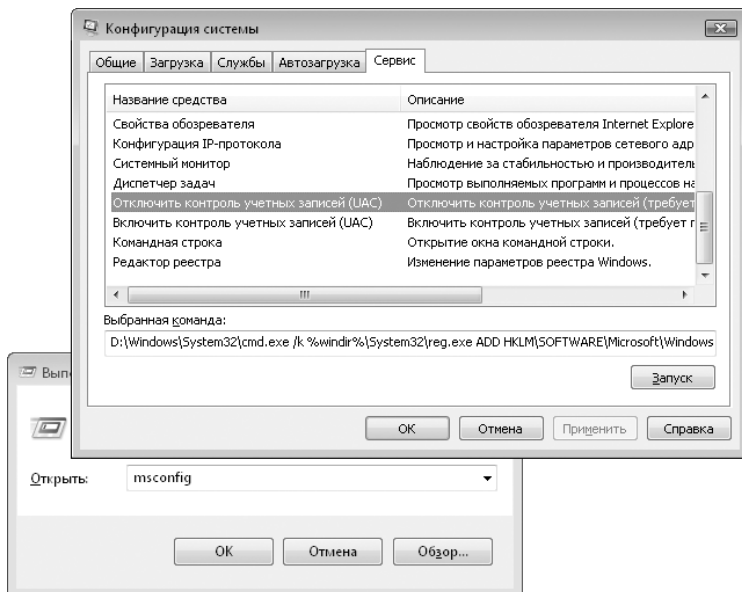 Конфигурация системы
Общие Загрузка Службы Автозагрузка Сервис
Название средства Описание
Свойства обозревателя Просмотр свойств обозревателя Internet Explore
Конфигурация IP-протокола Просмотр и настройка параметров сетевого адр
Системный монитор Наблюдение за стабильностью и производитель
Диспетчер задач Просмотр выполняемых программ и процессов на
Отключить контроль учетных записей (UAC) Отключить контроль учетных записей (требует
Включить контроль учетных записей (UAC) Включить контроль учетных записей (требует п
Командная строка Открытие окна командной строки.
Редактор реестра Изменение параметров реестра Windows.
Выбранная команда:
D:\Windows\System32\cmd.exe /k %windir%\System32\reg.exe ADD HKLM\SOFTWARE\Microsoft\Windows
Запуск
OK Отмена Применить Справка
Вып
Открыть: msconfig
OK Отмена Обзор...